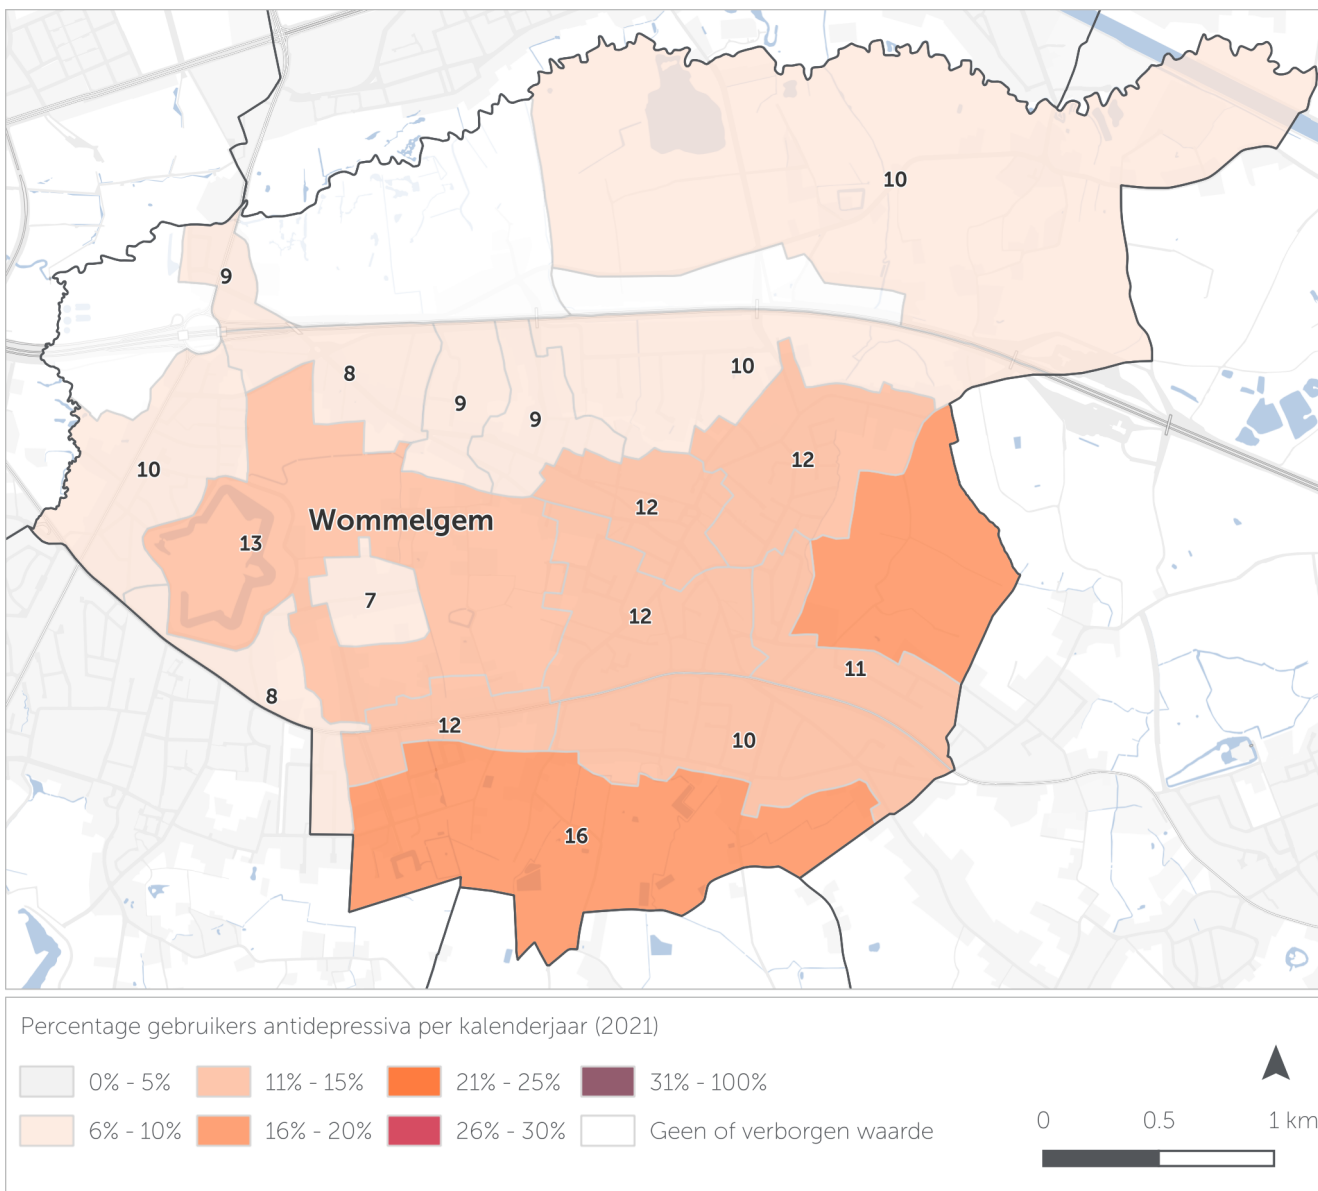 10
9
8
10
9
9
12
10
12
Wommelgem
13
7
12
11
8
12
10
16
Percentage gebruikers antidepressiva per kalenderjaar (2021)
0% - 5%
11% - 15%
21% - 25%
31% - 100%
6% - 10%
16% - 20%
26% - 30%
Geen of verborgen waarde
0 0.5 1 km